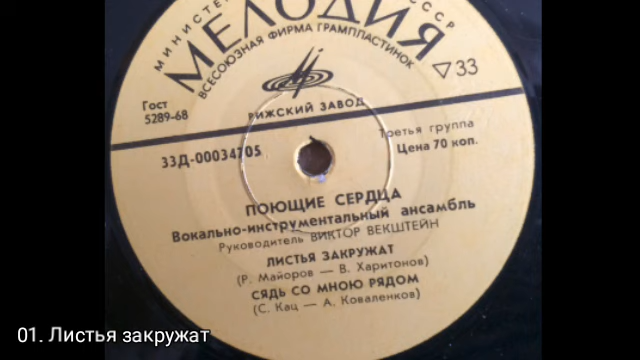 МИНИСТЕ
СССР
МЕЛОДИЯ
ВСЕСОЮЗНАЯ ФИРМА ГРАМПЛАСТИНОК
33
Гост
5289-68
РИЖСКИЙ ЗАВОД
33Д-00034705
Третья группа
Цена 70 коп.
ПОЮЩИЕ СЕРДЦА
Вокально-инструментальный ансамбль
Руководитель ВИКТОР ВЕКШТЕЙН
ЛИСТЬЯ ЗАКРУЖАТ
(Р. Майоров — В. Харитонов)
СЯДЬ СО МНОЮ РЯДОМ
(С. Кац — А. Коваленков)
01. Листья закружат